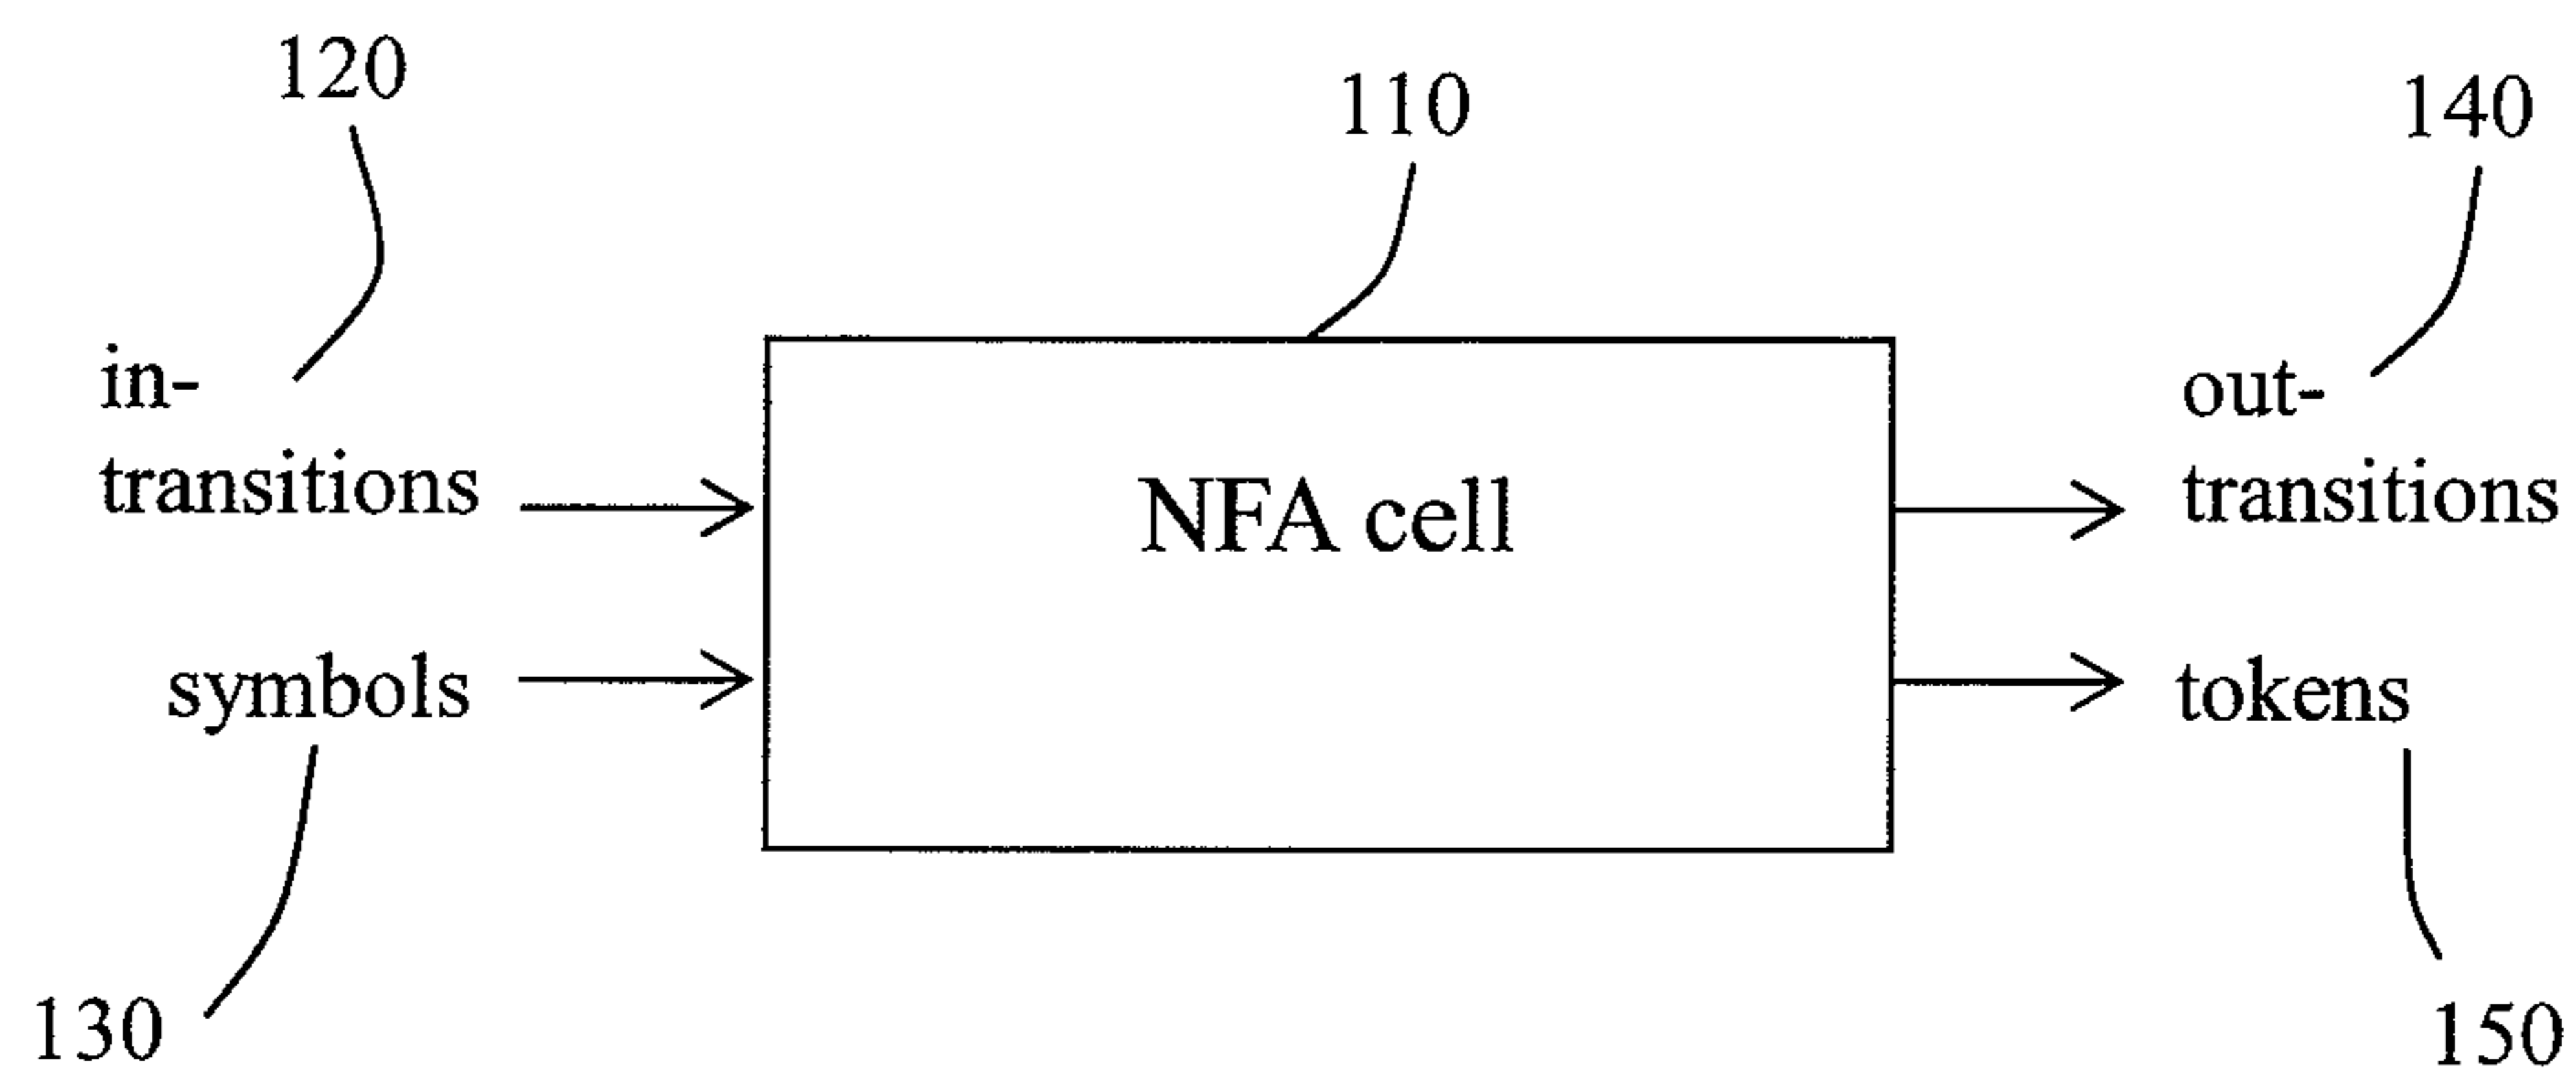 120
110
140
in-
transitions
out-
transitions
NFA cell
symbols
tokens
130
150